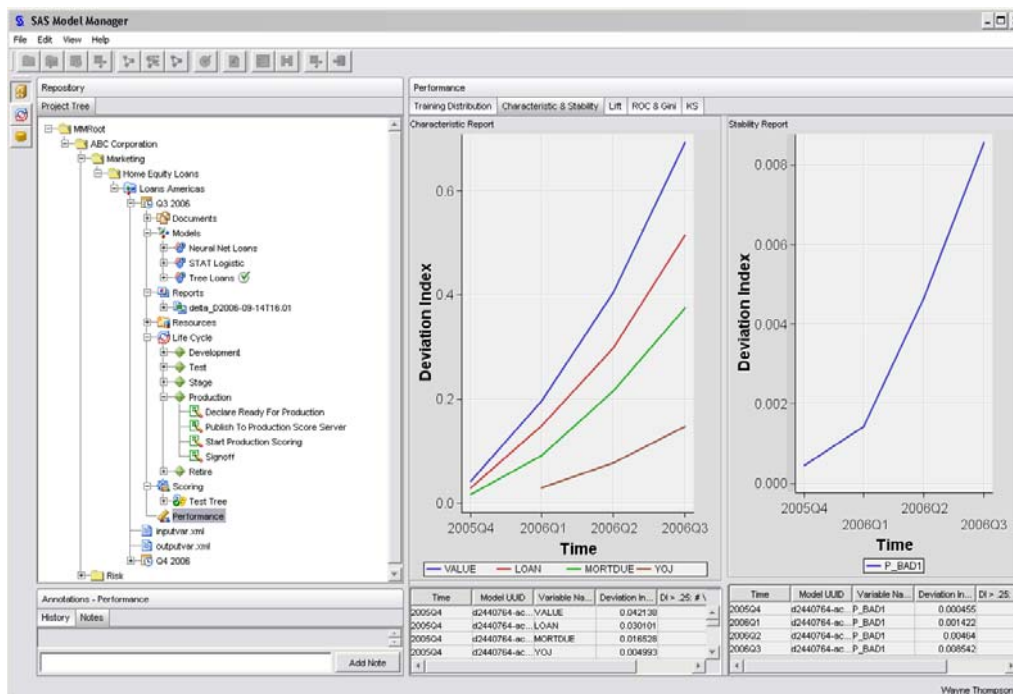 SAS Model Manager
File Edit View Help
Repository
Project Tree
MMRoot
ABC Corporation
Marketing
Home Equity Loans
Loans Americas
Q3 2006
Documents
Models
Neural Net Loans
STAT Logistic
Tree Loans
Reports
delta_D2006-09-14T16.01
Resources
Life Cycle
Development
Test
Stage
Production
Declare Ready For Production
Publish To Production Score Server
Start Production Scoring
Signoff
Retire
Scoring
Test Tree
Performance
inputvar.xml
outputvar.xml
Q4 2006
Risk
Annotations - Performance
History Notes
Add Note
Performance
Training Distribution Characteristic & Stability Lift ROC & Gini KS
Characteristic Report
Deviation Index
0.6
0.4
0.2
0.0
2005Q4 2006Q1 2006Q2 2006Q3
Time
VALUE LOAN MORTDUE YOJ
Time Model UUID Variable Na... Deviation In... DI > .25: # \
2005Q4 d2440764-ac... VALUE 0.042138
2005Q4 d2440764-ac... LOAN 0.030101
2005Q4 d2440764-ac... MORTDUE 0.016528
2005Q4 d2440764-ac... YOJ 0.004993
Stability Report
Deviation Index
0.008
0.006
0.004
0.002
0.000
2005Q4 2006Q1 2006Q2 2006Q3
Time
P_BAD1
Time Model UUID Variable Na... Deviation In... DI > .25:
2005Q4 d2440764-ac... P_BAD1 0.000455
2006Q1 d2440764-ac... P_BAD1 0.001422
2006Q2 d2440764-ac... P_BAD1 0.00464
2006Q3 d2440764-ac... P_BAD1 0.008542
Wayne Thompson